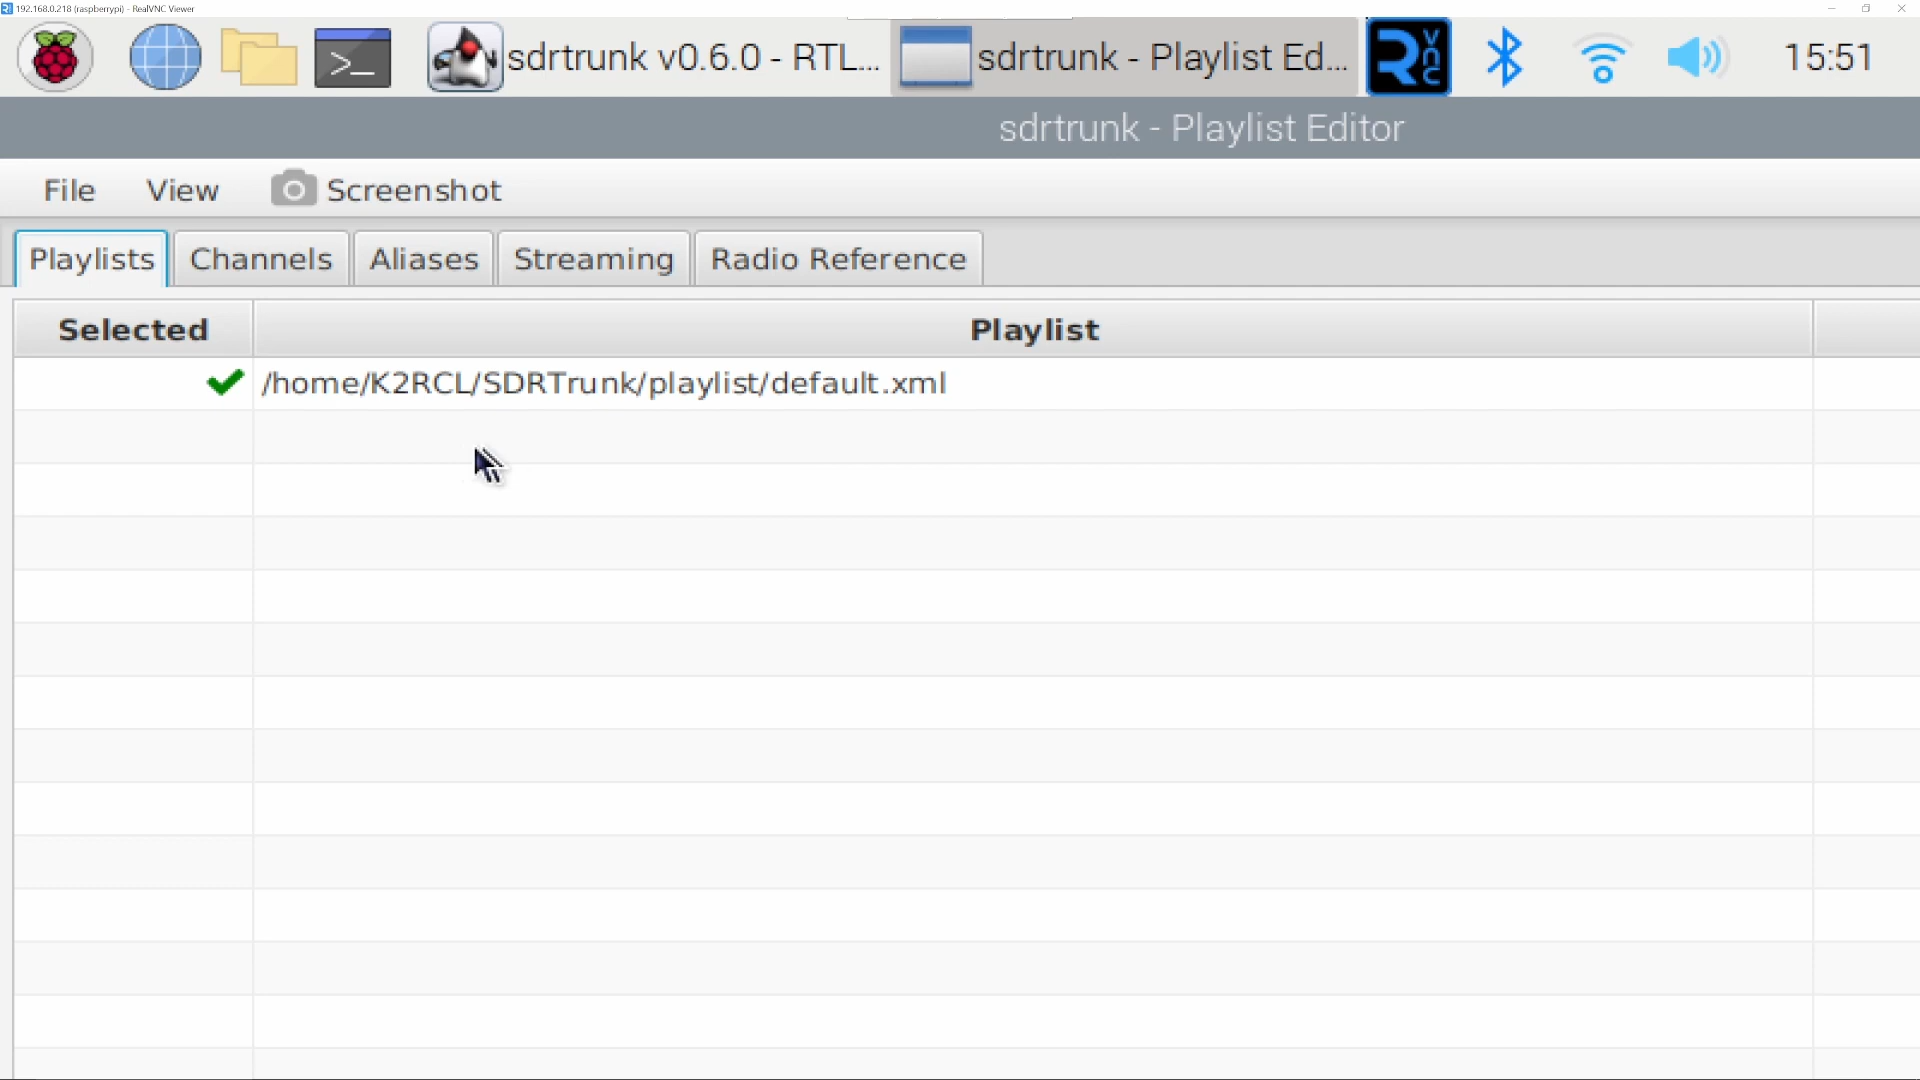 192.168.0.218 (raspberrypi) - RealVNC Viewer
sdrtrunk v0.6.0 - RTL... sdrtrunk - Playlist Ed... 15:51
sdrtrunk - Playlist Editor
File View Screenshot
Playlists Channels Aliases Streaming Radio Reference
Selected Playlist
/home/K2RCL/SDRTrunk/playlist/default.xml